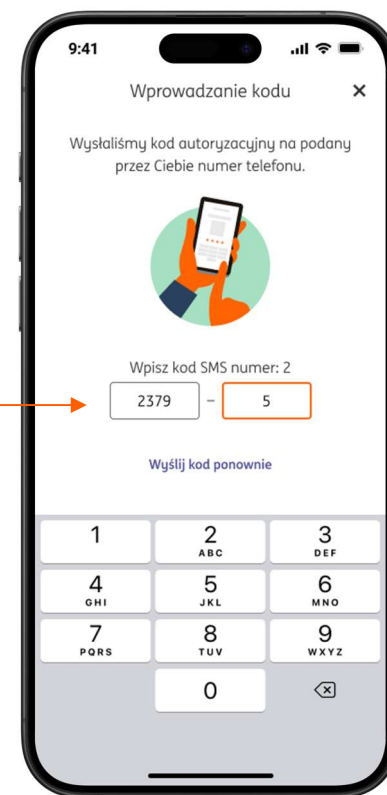 9:41
Wprowadzanie kodu ×
Wysłaliśmy kod autoryzacyjny na podany
przez Ciebie numer telefonu.
Wpisz kod SMS numer: 2
2379 – 5
Wyślij kod ponownie
1 2 3
ABC DEF
4 5 6
GHI JKL MNO
7 8 9
PQRS TUV WXYZ
0